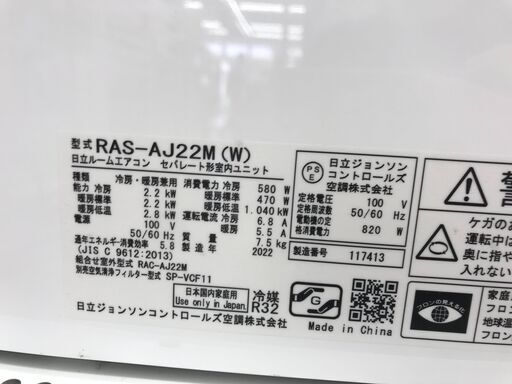 型式 RAS-AJ22M(W)
日立ルームエアコン セパレート形室内ユニット
種類 冷房・暖房兼用 消費電力 冷房 580 W
冷房能力 2.2 kW 暖房標準 470 W
暖房標準 2.2 kW 暖房低温 1.040 kW
暖房低温 2.8 kW 運転電流 冷房 6.8 A
電源 100 V 暖房 5.5 A
50/60 Hz 質量 7.5 kg
通年エネルギー消費効率 5.8 製造年 2022
(JIS C 9612:2013)
組合せ室外型式 RAC-AJ22M
別売空気清浄フィルター型式 SP-VCF11
日本国内家庭用
Use only in Japan.
冷媒
R32
日立ジョンソンコントロールズ空調株式会社
PS
E
日立ジョンソン
コントロールズ
空調株式会社
定格電圧 100 V
定格周波数 50/60 Hz
電動機の定
格消費電力 820 W
製造番号 117413
G
Made in China
フロンの見える化
警
ケガのお
運転中は
奥に指や
いでくだ
家庭
フロン
地球温
フロン